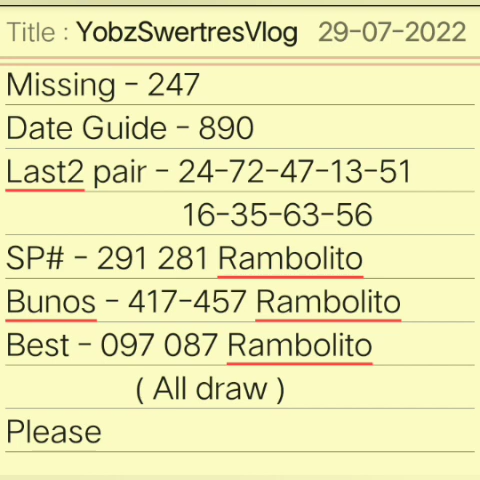 Title : YobzSwertresVlog 29-07-2022
Missing - 247
Date Guide - 890
Last2 pair - 24-72-47-13-51
16-35-63-56
SP# - 291 281 Rambolito
Bunos - 417-457 Rambolito
Best - 097 087 Rambolito
( All draw )
Please